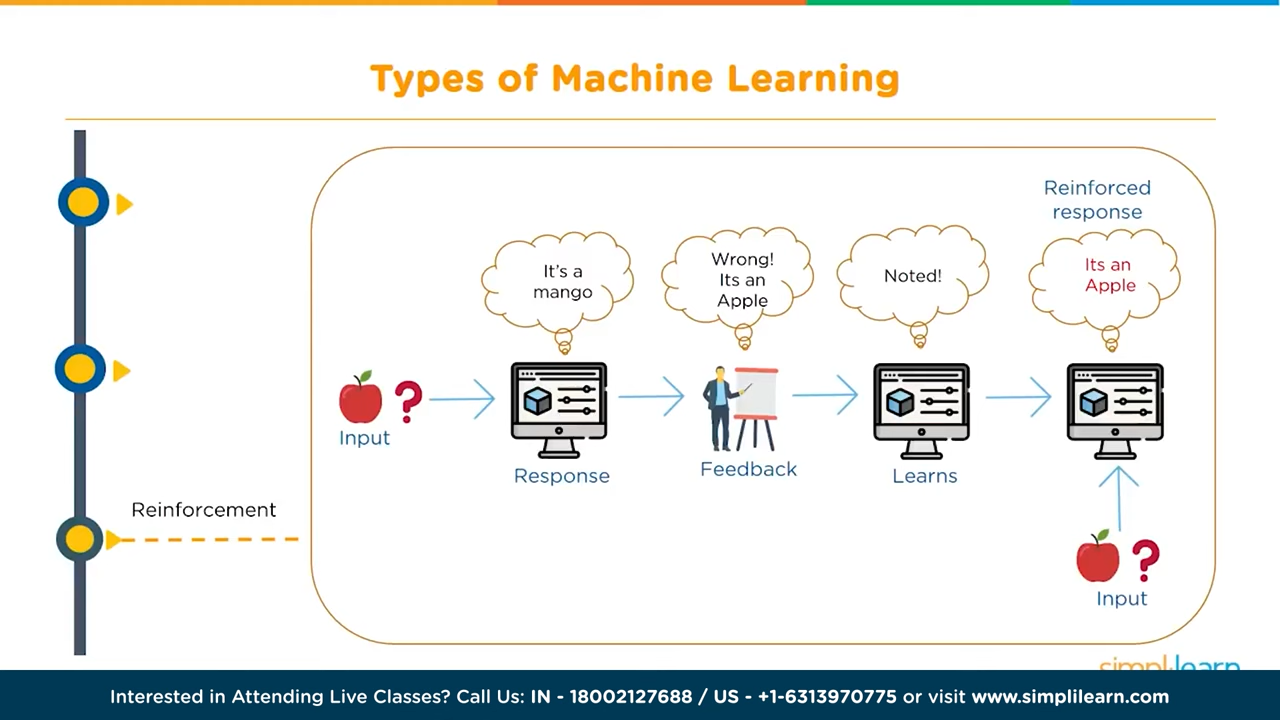 Types of Machine Learning
Reinforced
response
It's a
mango
Wrong!
Its an
Apple
Noted!
Its an
Apple
?
Input
Response
Feedback
Learns
Reinforcement
?
Input
simplilearn
Interested in Attending Live Classes? Call Us: IN - 18002127688 / US - +1-6313970775 or visit www.simplilearn.com